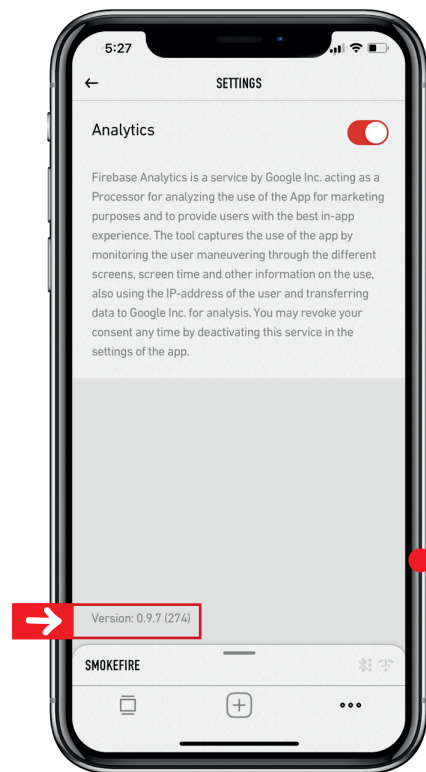 5:27
SETTINGS
Analytics
Firebase Analytics is a service by Google Inc. acting as a
Processor for analyzing the use of the App for marketing
purposes and to provide users with the best in-app
experience. The tool captures the use of the app by
monitoring the user maneuvering through the different
screens, screen time and other information on the use,
also using the IP-address of the user and transferring
data to Google Inc. for analysis. You may revoke your
consent any time by deactivating this service in the
settings of the app.
Version: 0.9.7 (274)
SMOKEFIRE